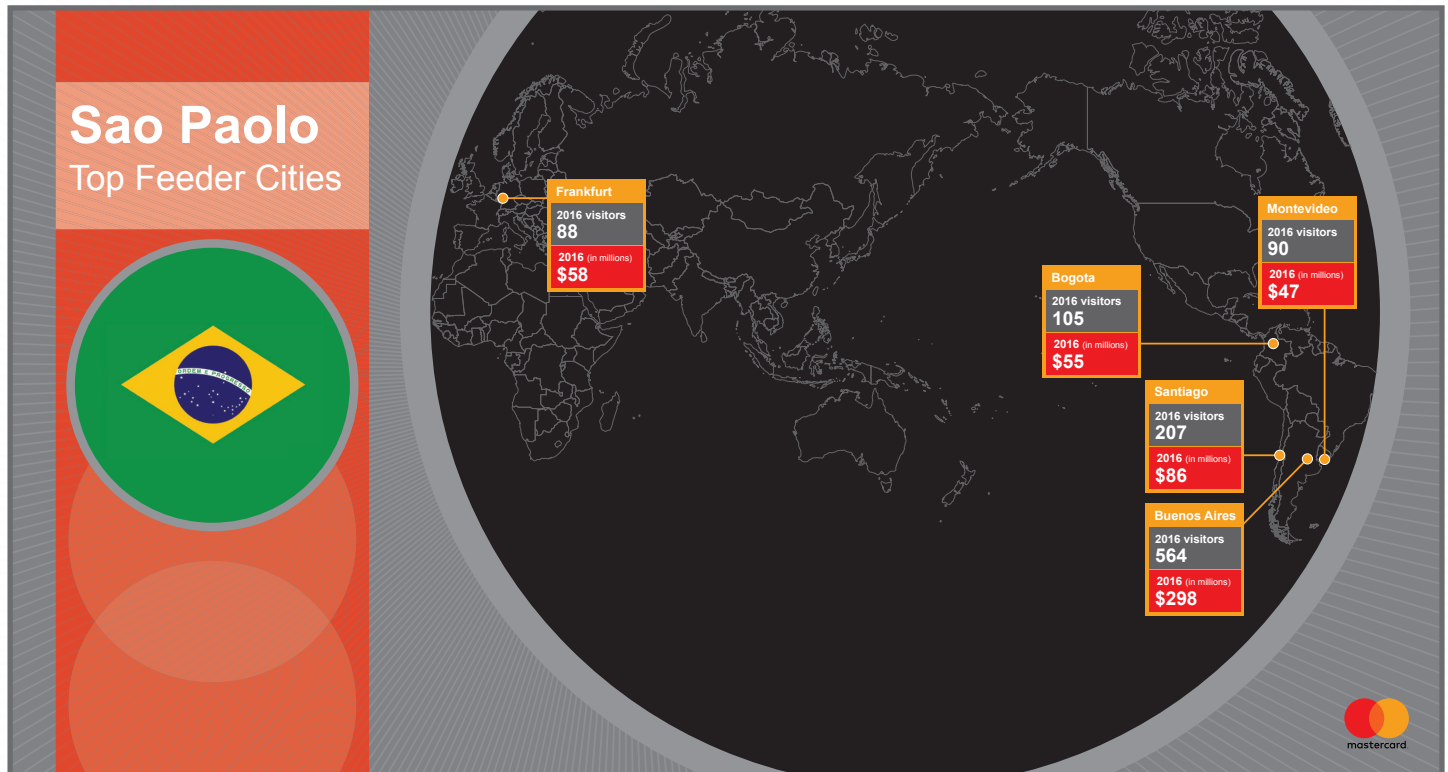 Sao Paolo
Top Feeder Cities
ORDEM E PROGRESSO
Frankfurt
2016 visitors
88
2016 (in millions)
$58
Montevideo
2016 visitors
90
2016 (in millions)
$47
Bogota
2016 visitors
105
2016 (in millions)
$55
Santiago
2016 visitors
207
2016 (in millions)
$86
Buenos Aires
2016 visitors
564
2016 (in millions)
$298
mastercard